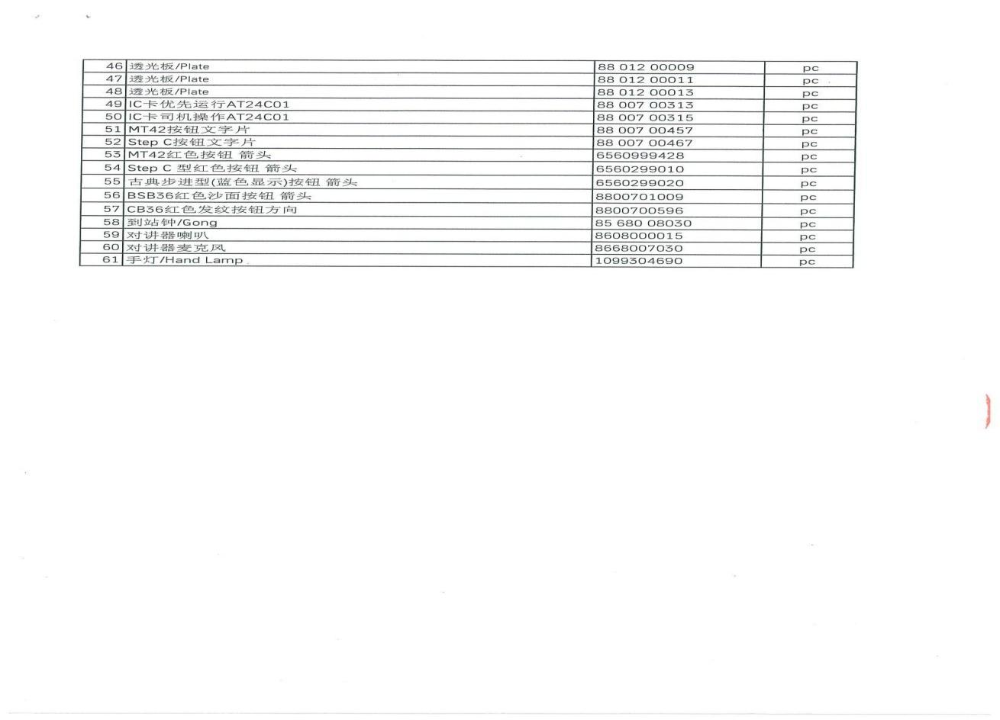 46 透光板/Plate 88 012 00009 pc
47 透光板/Plate 88 012 00011 pc
48 透光板/Plate 88 012 00013 pc
49 IC卡优先运行AT24C01 88 007 00313 pc
50 IC卡司机操作AT24C01 88 007 00315 pc
51 MT42按钮文字片 88 007 00457 pc
52 Step C按钮文字片 88 007 00467 pc
53 MT42红色按钮 箭头 6560999428 pc
54 Step C 型红色按钮 箭头 6560299010 pc
55 古典步进型(蓝色显示)按钮 箭头 6560299020 pc
56 BSB36红色沙面按钮 箭头 8800701009 pc
57 CB36红色发纹按钮方向 8800700596 pc
58 到站钟/Gong 85 680 08030 pc
59 对讲器喇叭 8608000015 pc
60 对讲器麦克风 8668007030 pc
61 手灯/Hand Lamp 1099304690 pc